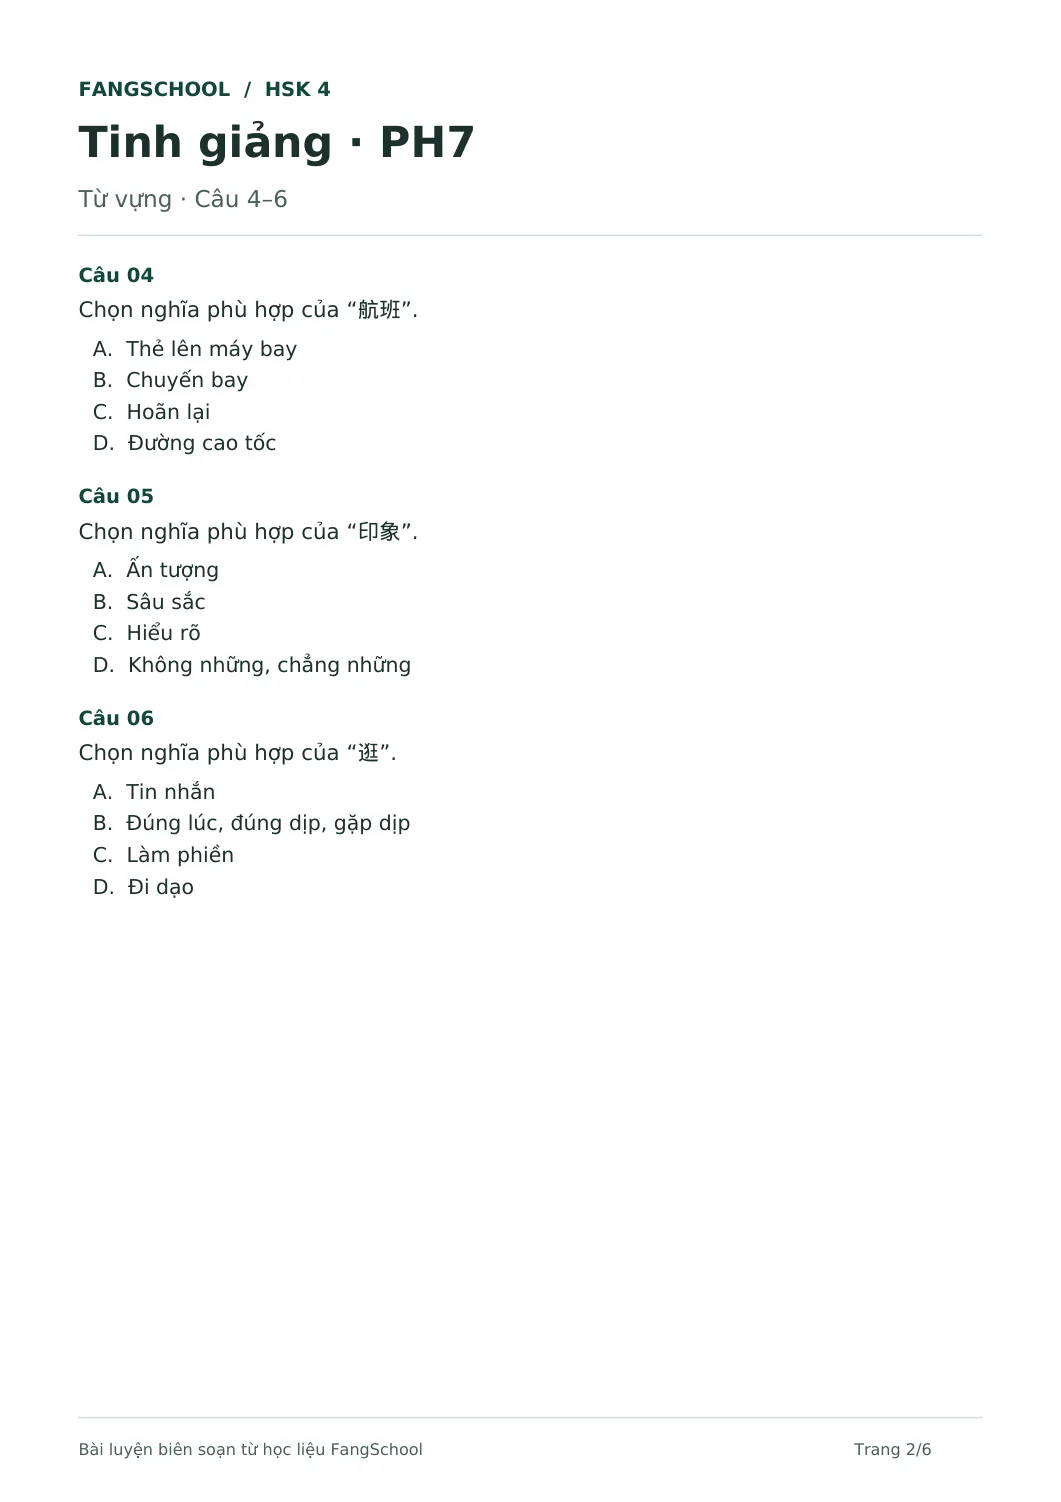 FANGSCHOOL / HSK 4
Tinh giảng · PH7
Từ vựng · Câu 4–6
Câu 04
Chọn nghĩa phù hợp của “航班”.
A. Thẻ lên máy bay
B. Chuyến bay
C. Hoãn lại
D. Đường cao tốc
Câu 05
Chọn nghĩa phù hợp của “印象”.
A. Ấn tượng
B. Sâu sắc
C. Hiểu rõ
D. Không những, chẳng những
Câu 06
Chọn nghĩa phù hợp của “逛”.
A. Tin nhắn
B. Đúng lúc, đúng dịp, gặp dịp
C. Làm phiền
D. Đi dạo
Bài luyện biên soạn từ học liệu FangSchool
Trang 2/6